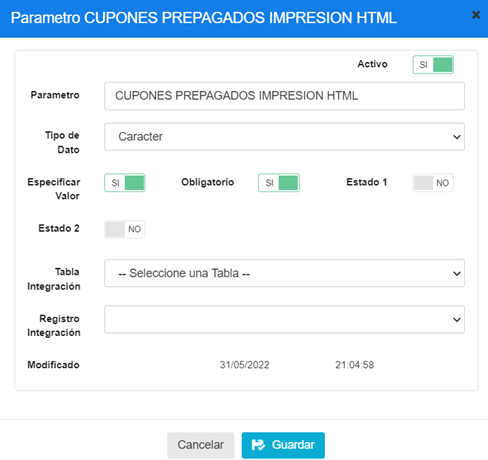 Parametro CUPONES PREPAGADOS IMPRESION HTML ×
Activo SI
Parametro CUPONES PREPAGADOS IMPRESION HTML
Tipo de Dato Caracter
Especificar Valor SI Obligatorio SI Estado 1 NO
Estado 2 NO
Tabla Integración -- Seleccione una Tabla --
Registro Integración
Modificado 31/05/2022 21:04:58
Cancelar Guardar